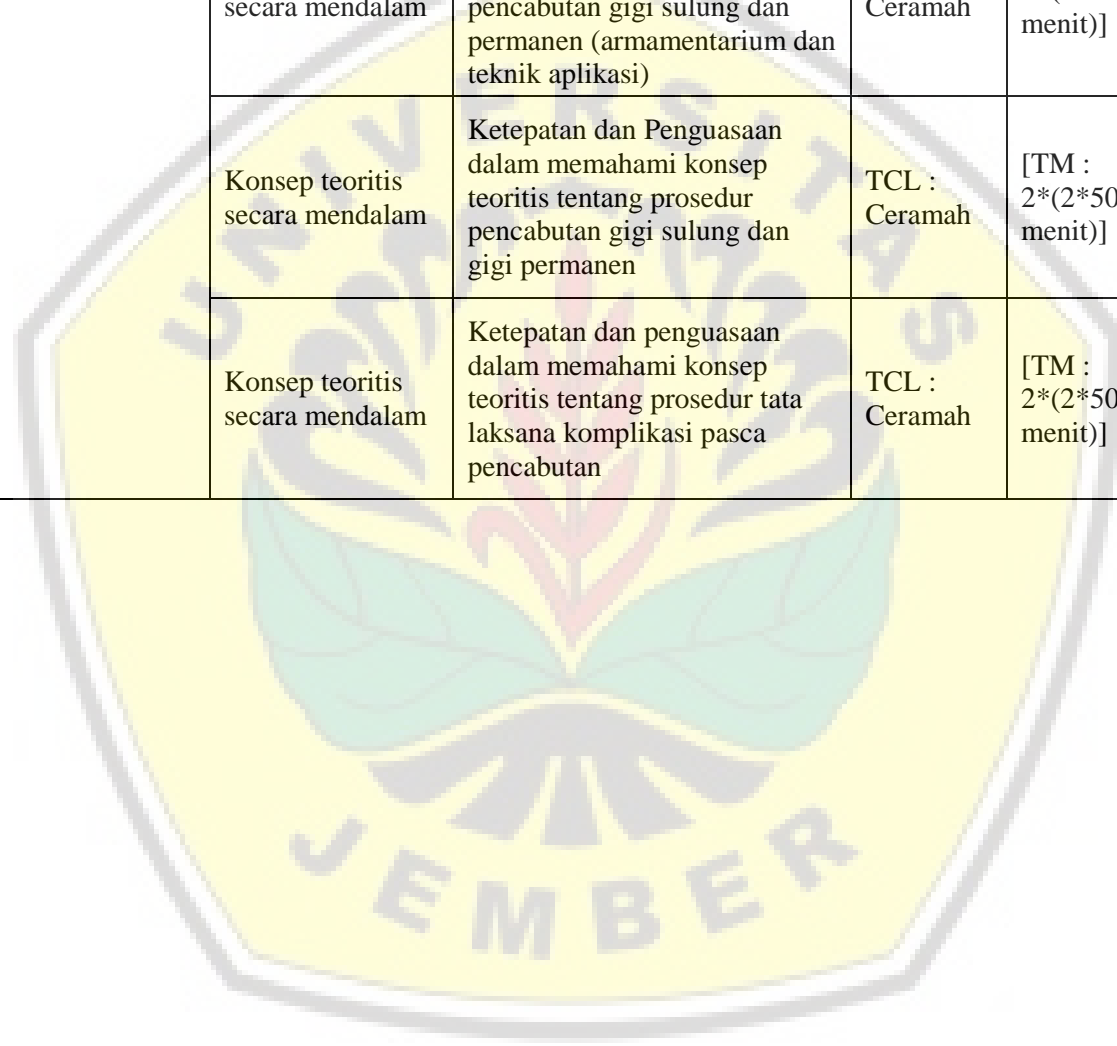 secara mendalam
pencabutan gigi sulung dan
permanen (armamentarium dan
teknik aplikasi)
Ceramah
menit)]
Konsep teoritis
secara mendalam
Ketepatan dan Penguasaan
dalam memahami konsep
teoritis tentang prosedur
pencabutan gigi sulung dan
gigi permanen
TCL :
Ceramah
[TM :
2*(2*50
menit)]
Konsep teoritis
secara mendalam
Ketepatan dan penguasaan
dalam memahami konsep
teoritis tentang prosedur tata
laksana komplikasi pasca
pencabutan
TCL :
Ceramah
[TM :
2*(2*50
menit)]
UNIVERSITAS
JEMBER